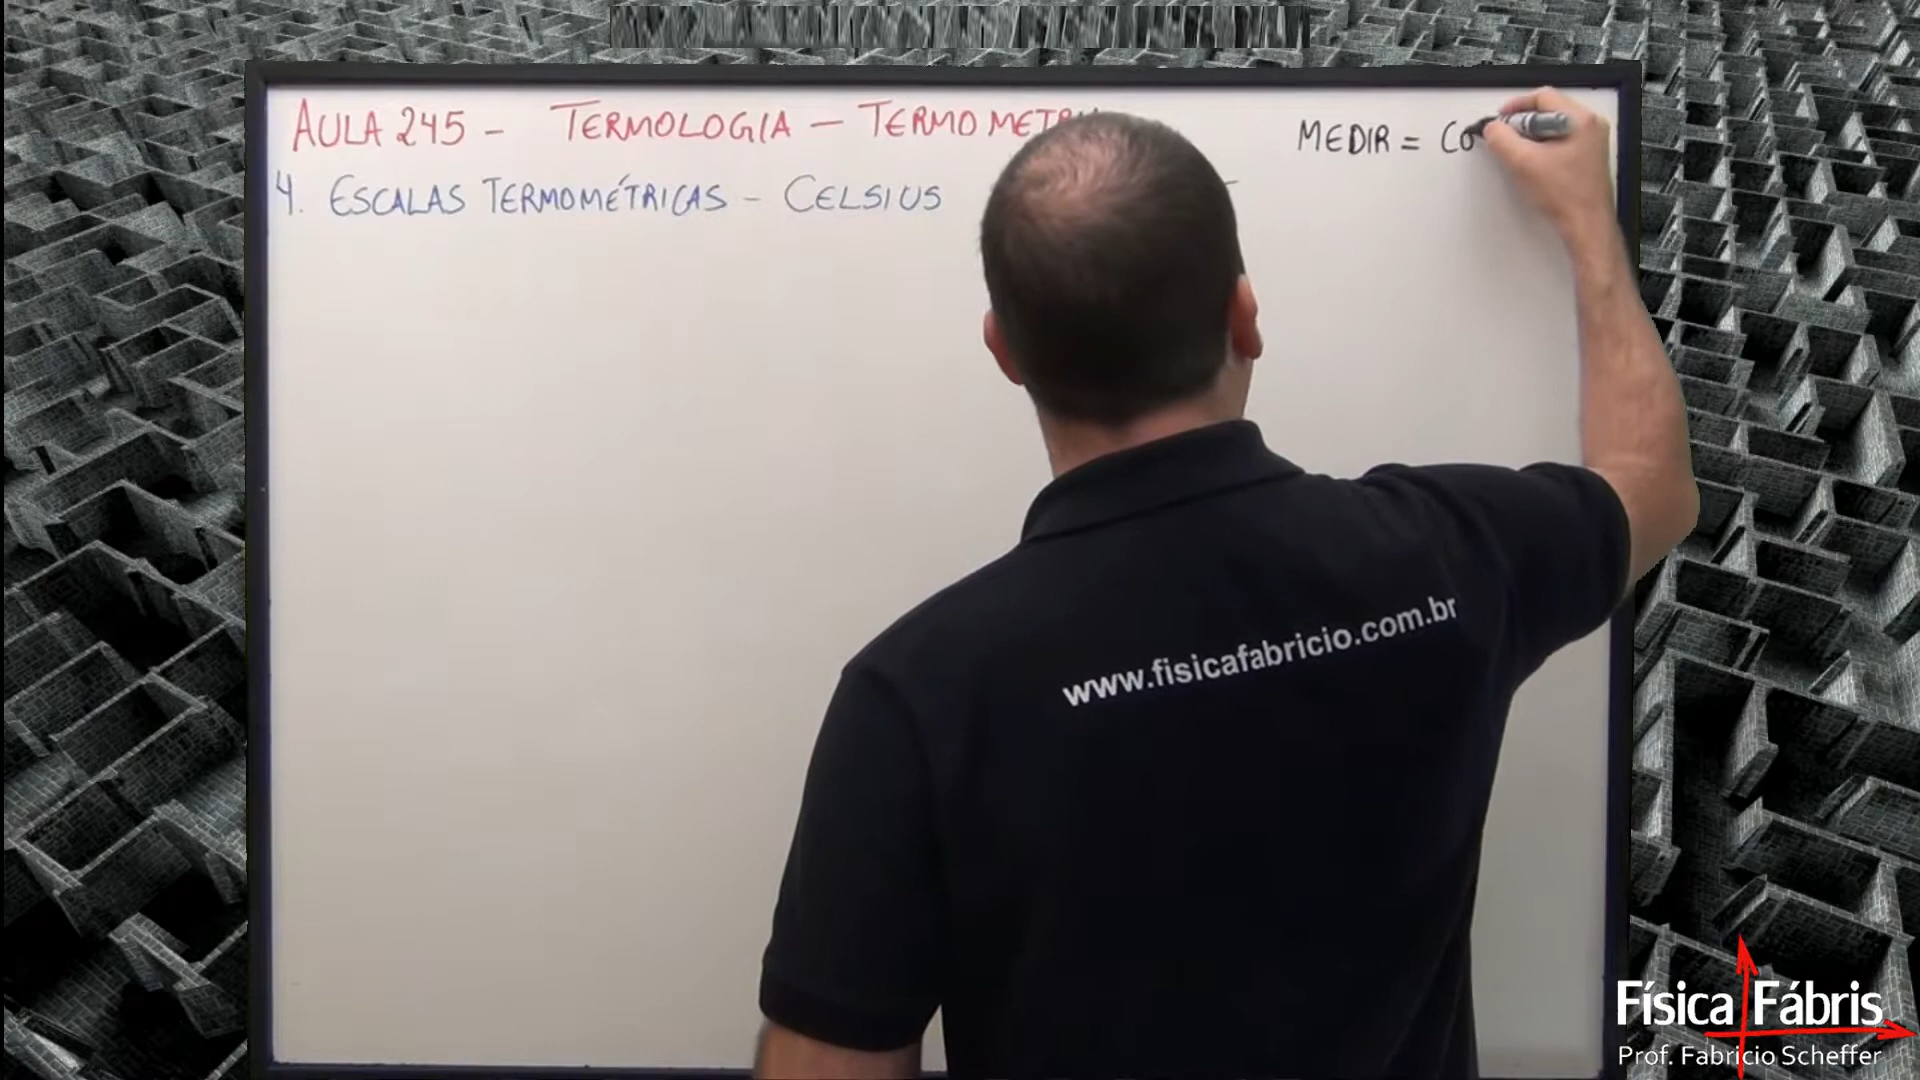 AULA 245 - TERMOLOGIA - TERMOMETR
MEDIR = CO
4. ESCALAS TERMOMÉTRICAS - CELSIUS
www.fisicafabricio.com.br
Física Fábris
Prof. Fabricio Scheffer